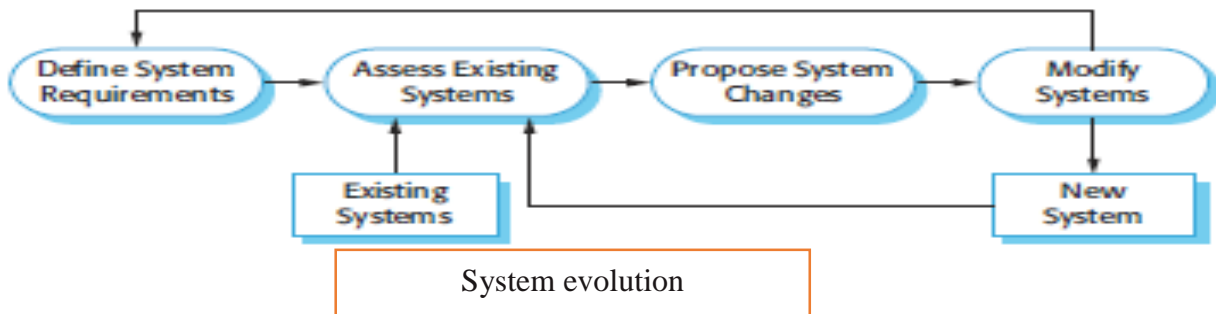 Define System
Requirements
Assess Existing
Systems
Propose System
Changes
Modify
Systems
Existing
Systems
New
System
System evolution